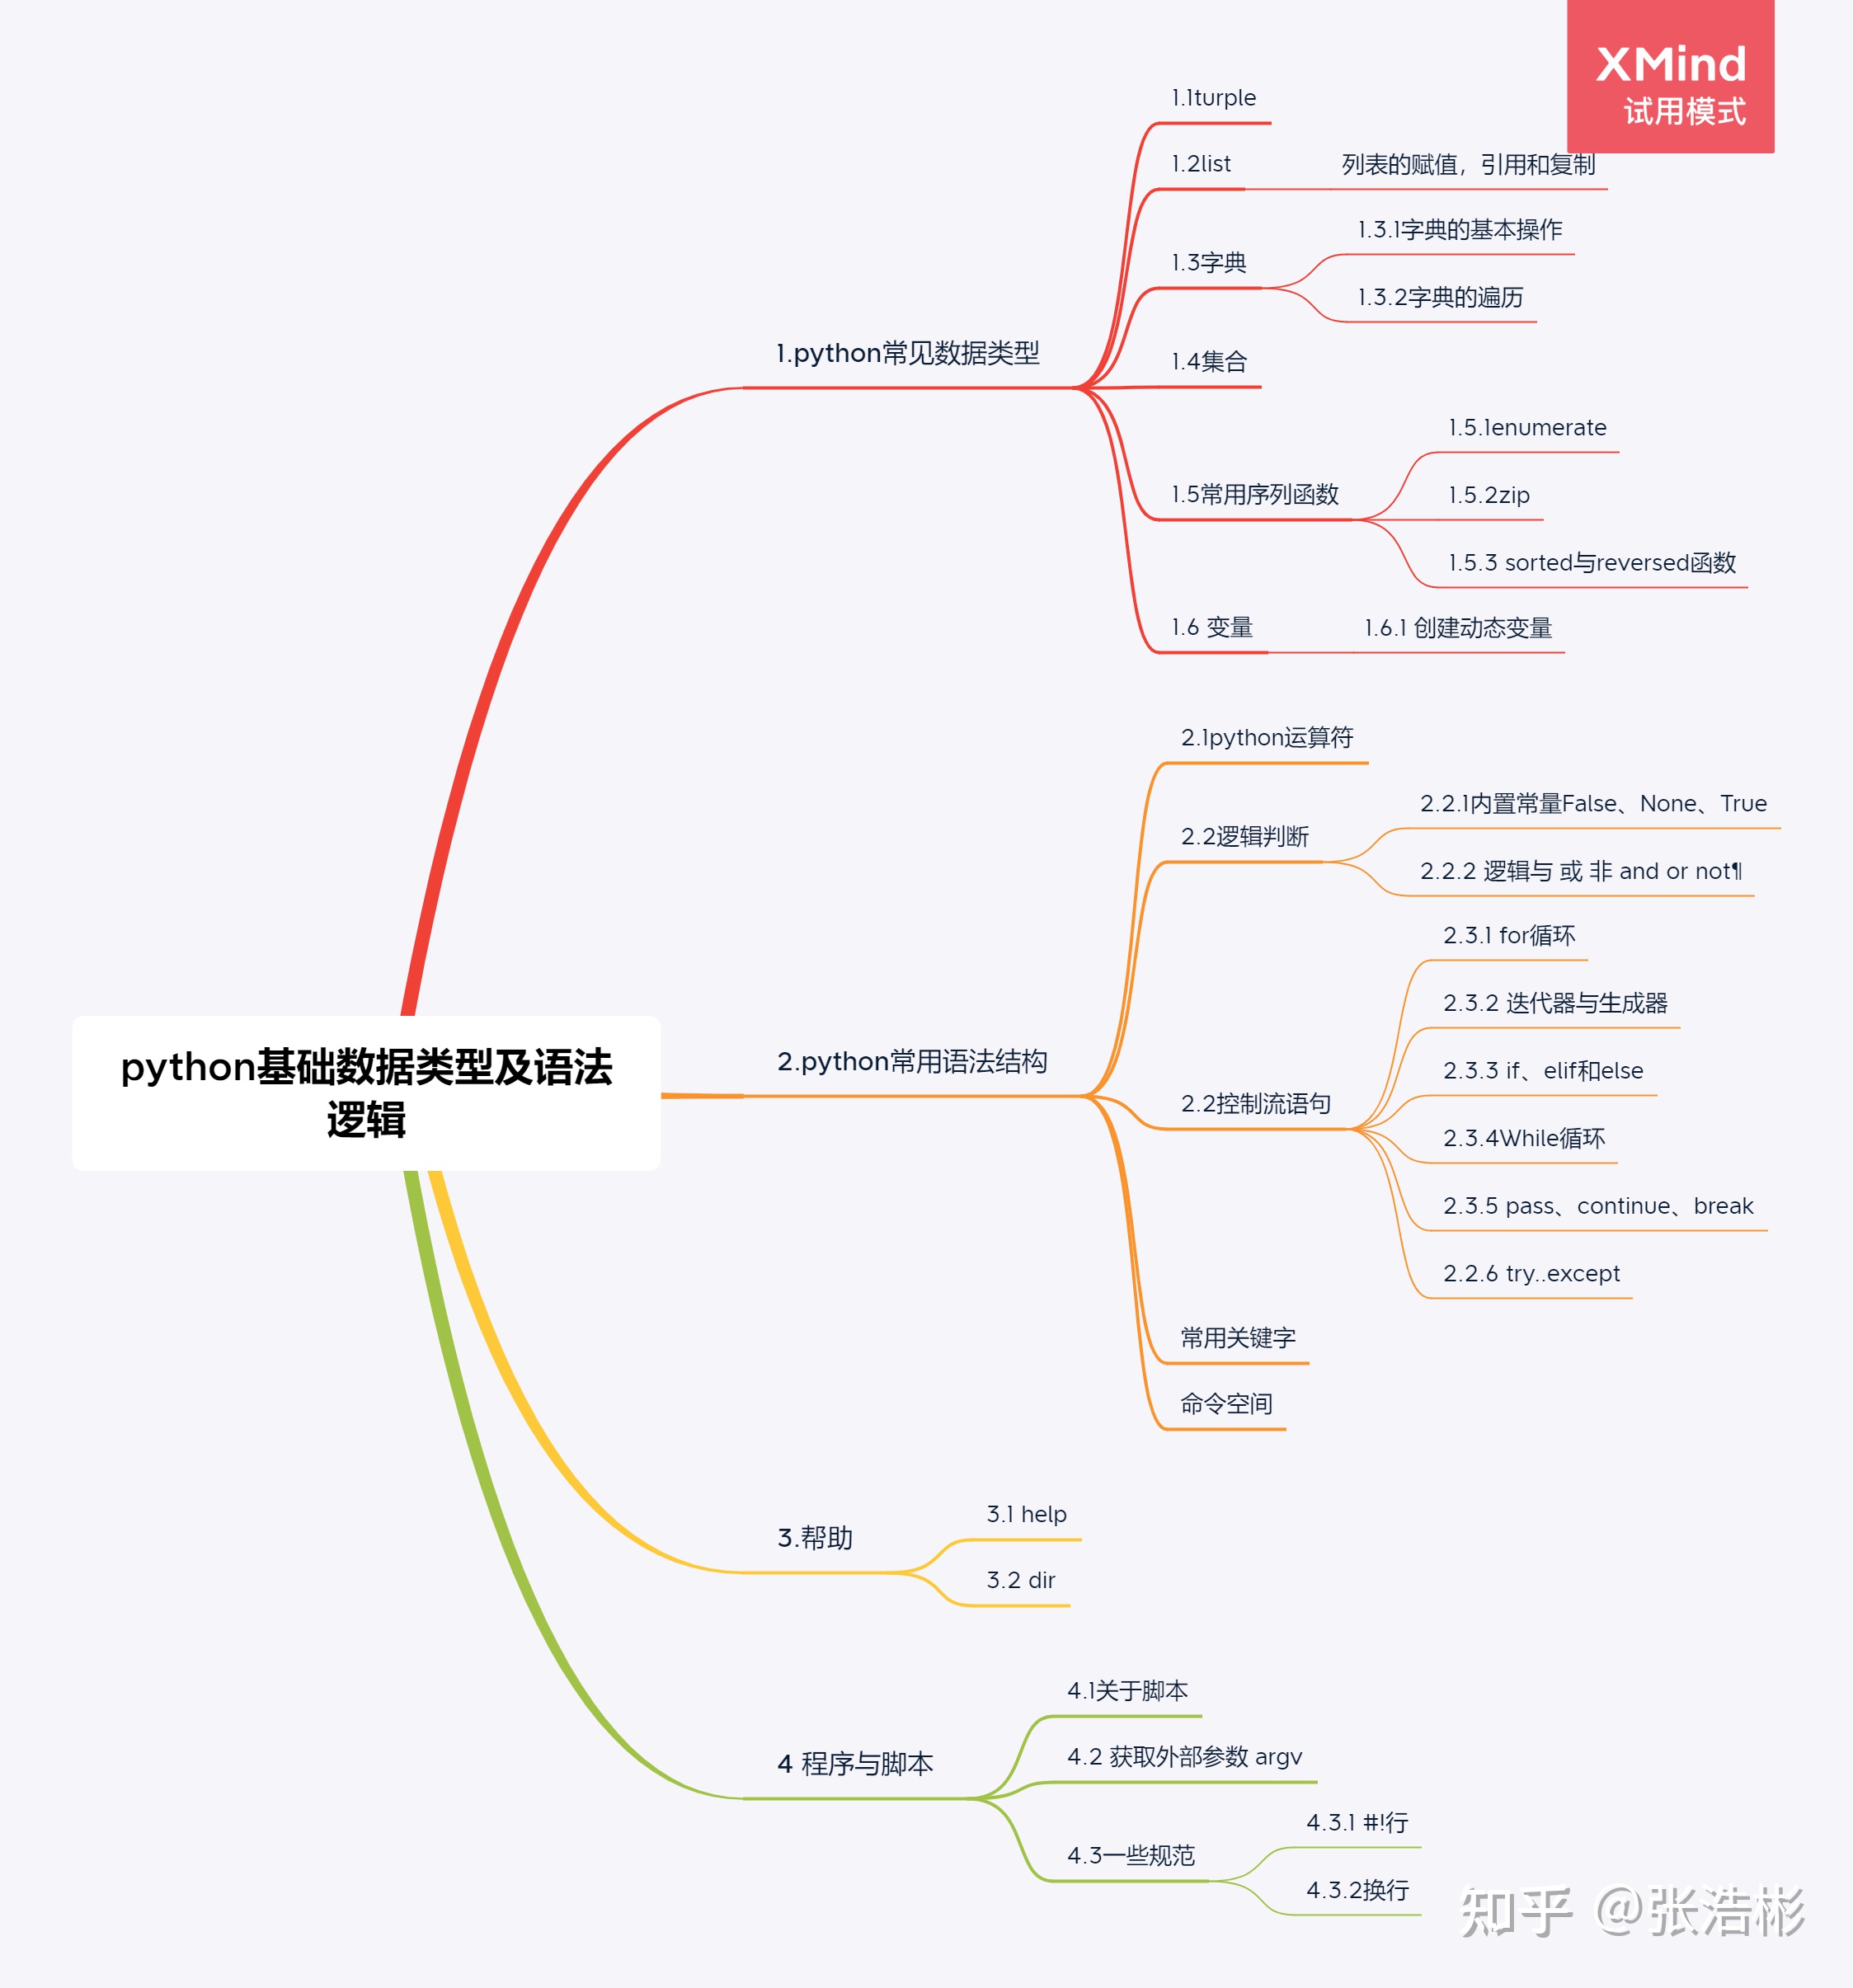 XMind
试用模式
python基础数据类型及语法
逻辑
1.python常见数据类型
1.1turple
1.2list
列表的赋值，引用和复制
1.3字典
1.3.1字典的基本操作
1.3.2字典的遍历
1.4集合
1.5常用序列函数
1.5.1enumerate
1.5.2zip
1.5.3 sorted与reversed函数
1.6 变量
1.6.1 创建动态变量
2.python常用语法结构
2.1python运算符
2.2逻辑判断
2.2.1内置常量False、None、True
2.2.2 逻辑与 或 非 and or not¶
2.2控制流语句
2.3.1 for循环
2.3.2 迭代器与生成器
2.3.3 if、elif和else
2.3.4While循环
2.3.5 pass、continue、break
2.2.6 try..except
常用关键字
命令空间
3.帮助
3.1 help
3.2 dir
4 程序与脚本
4.1关于脚本
4.2 获取外部参数 argv
4.3一些规范
4.3.1 #!行
4.3.2换行
知乎 @张浩彬